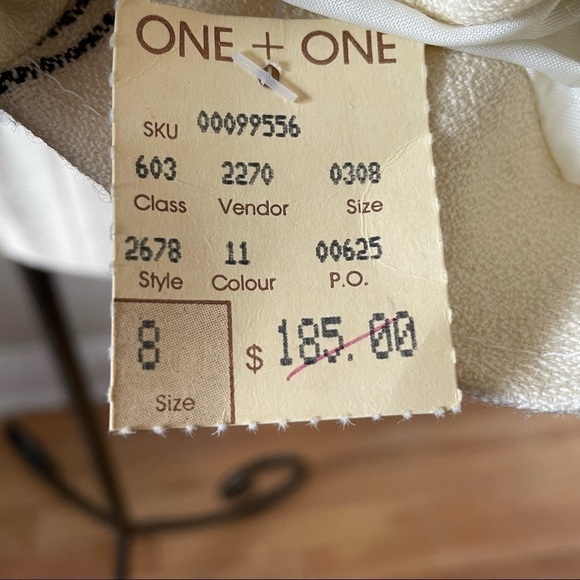 ONE + ONE
SKU 00099556
603 2270 0308
Class Vendor Size
2678 11 00625
Style Colour P.O.
8 $ 185.00
Size